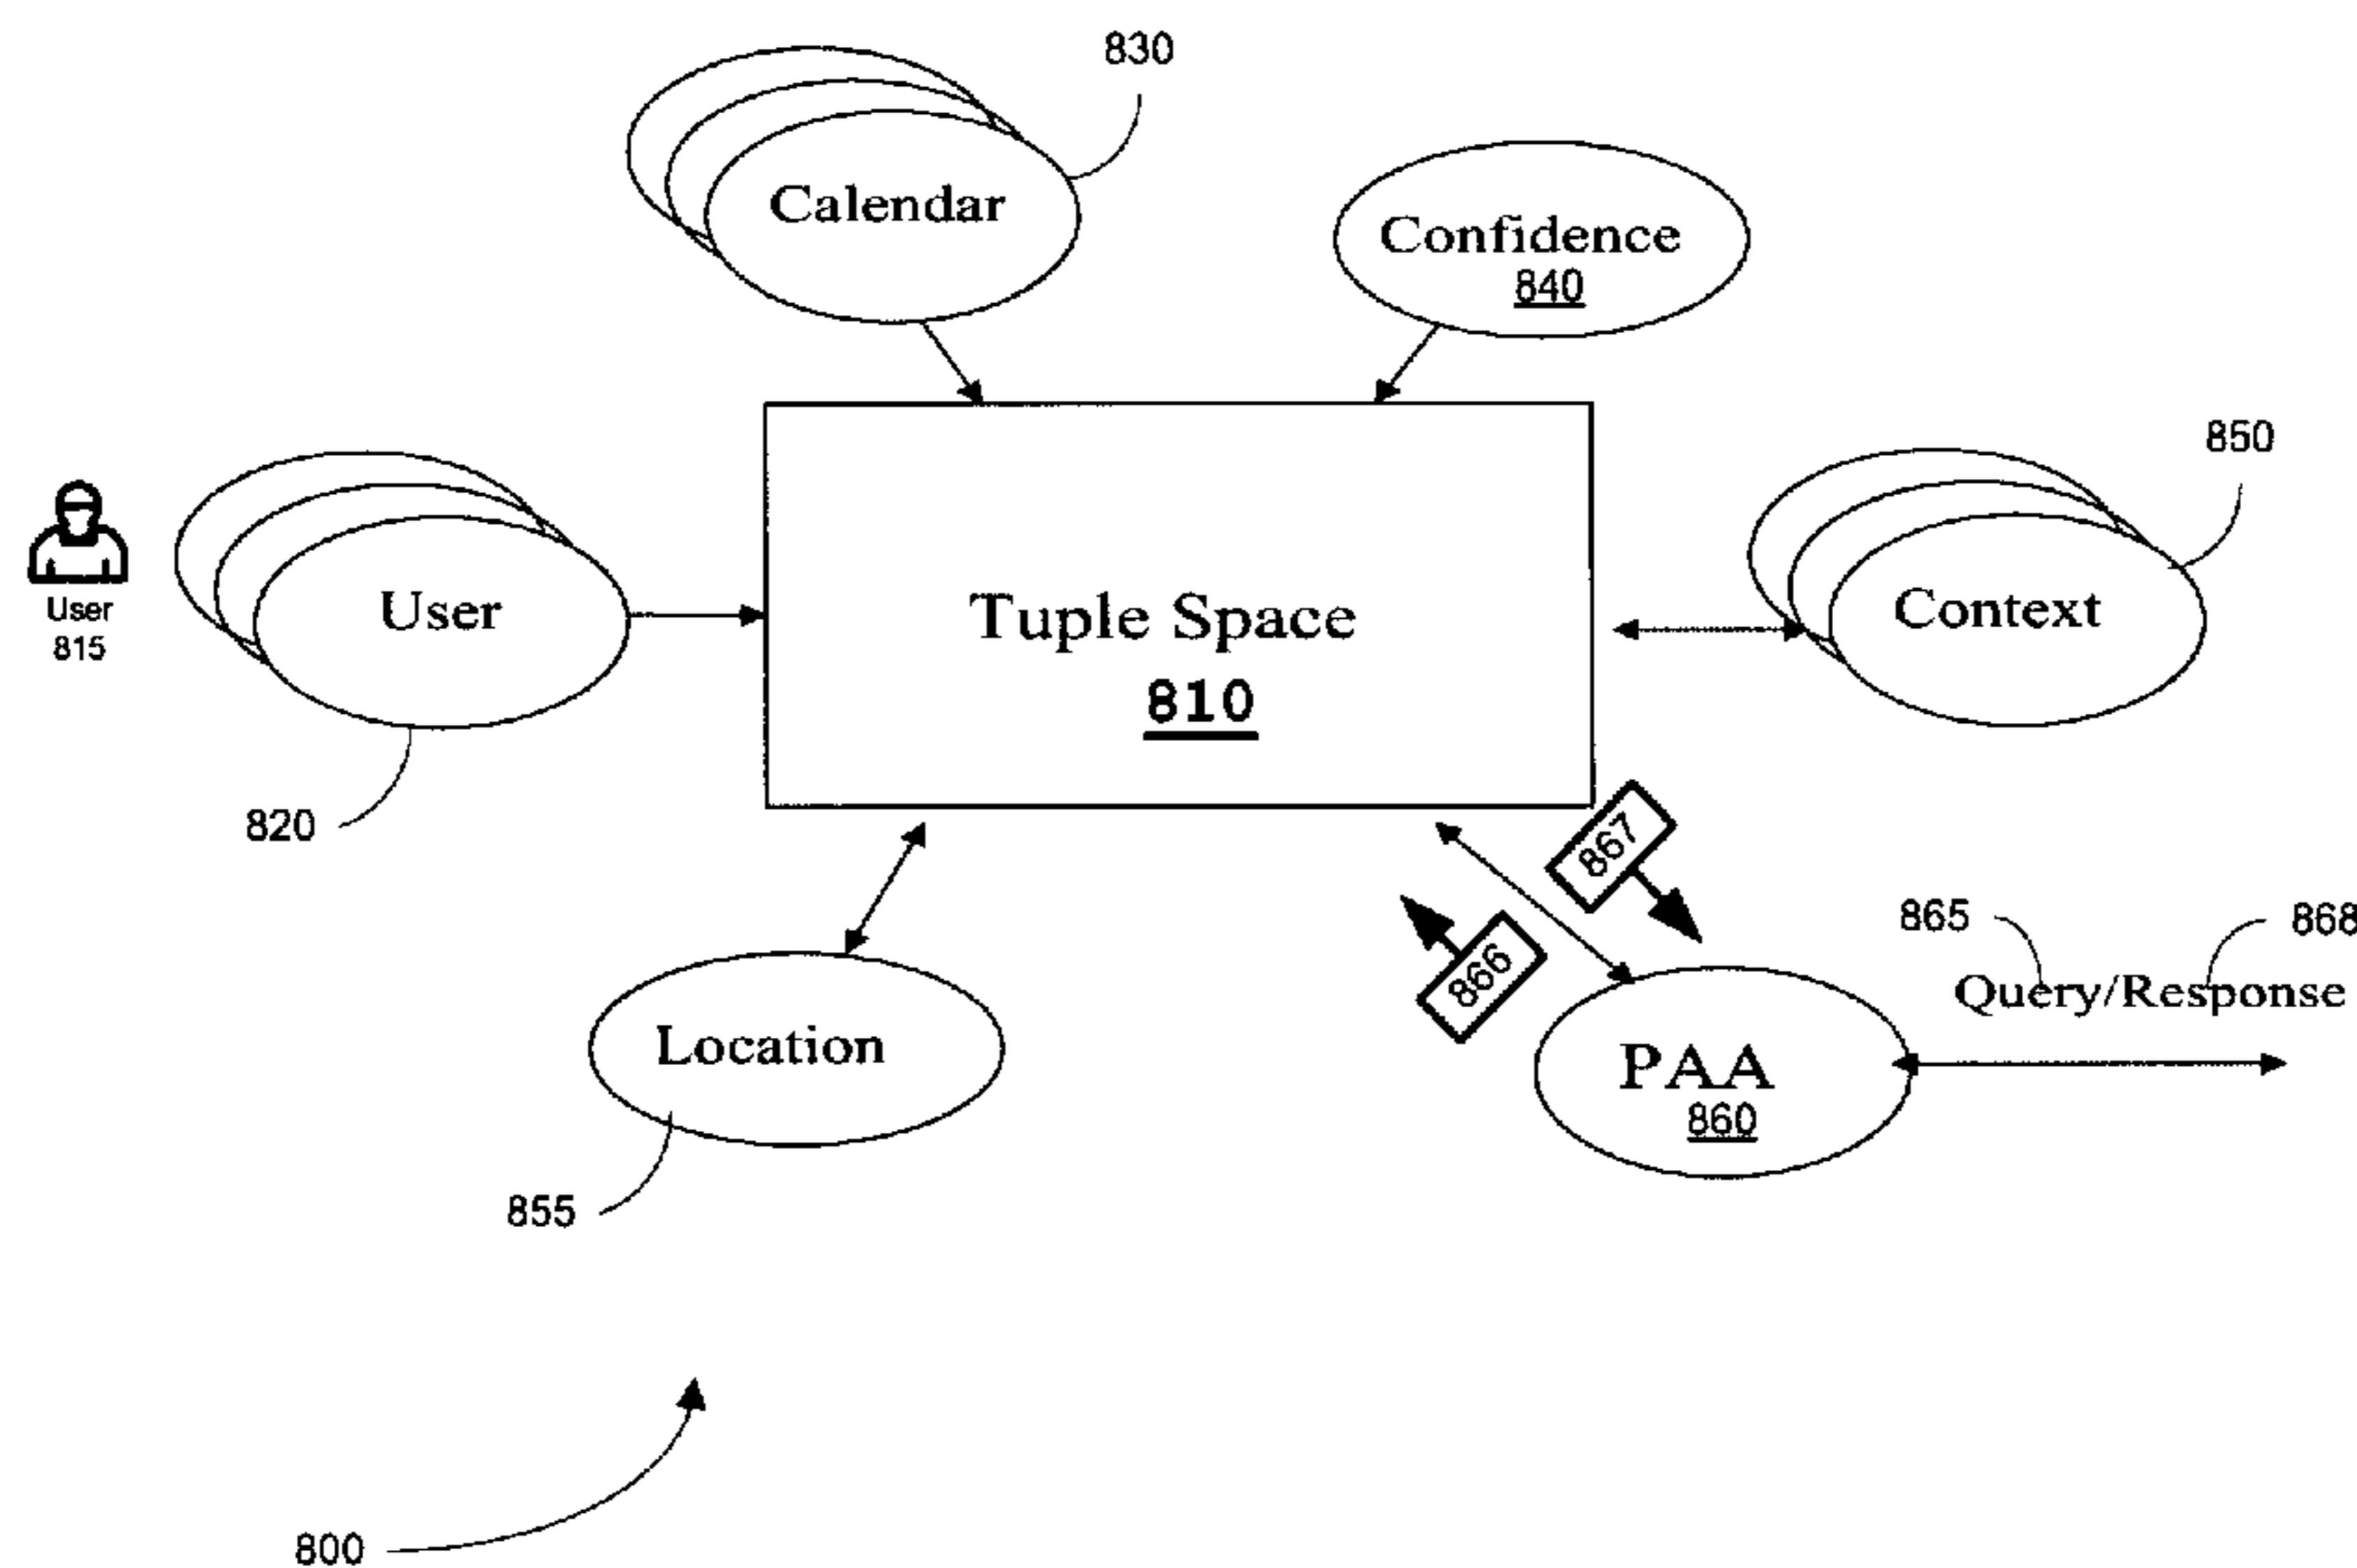 830
Calendar
Confidence
840
850
User
815
User
Tuple Space
810
Context
820
867
866
865
868
Query/Response
Location
PAA
860
855
800